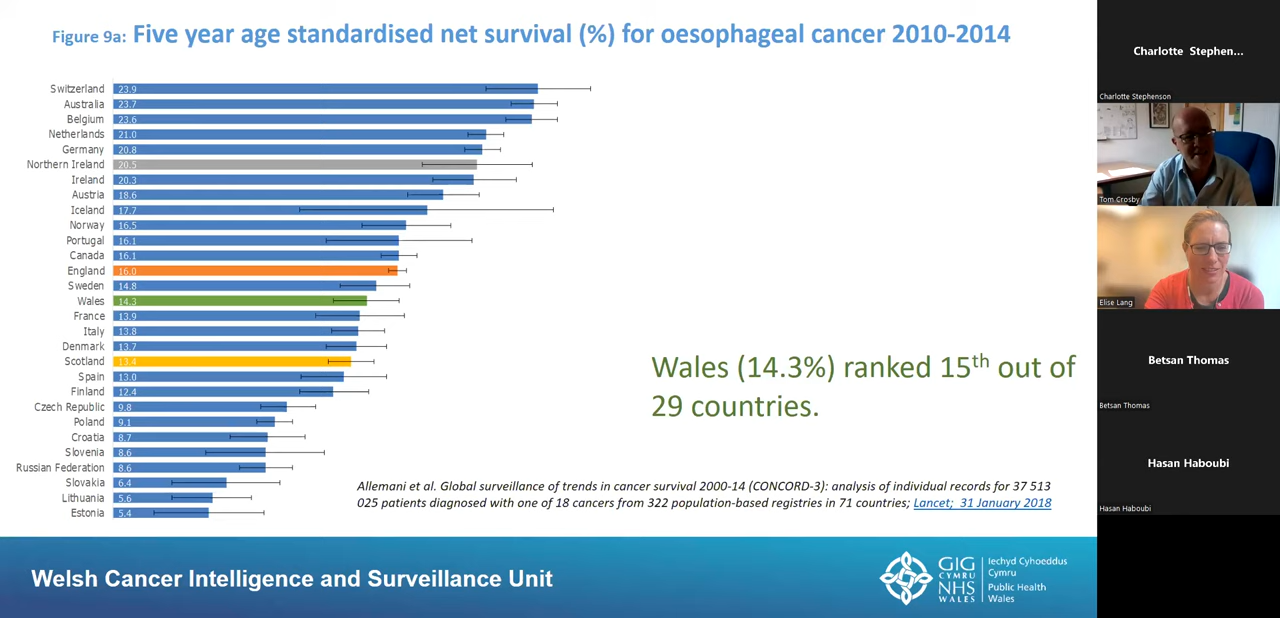 Figure 9a: Five year age standardised net survival (%) for oesophageal cancer 2010-2014
Switzerland 23.9
Australia 23.7
Belgium 23.6
Netherlands 21.0
Germany 20.8
Northern Ireland 20.5
Ireland 20.3
Austria 18.6
Iceland 17.7
Norway 16.5
Portugal 16.1
Canada 16.1
England 16.0
Sweden 14.8
Wales 14.3
France 13.9
Italy 13.8
Denmark 13.7
Scotland 13.4
Spain 13.0
Finland 12.4
Czech Republic 9.8
Poland 9.1
Croatia 8.7
Slovenia 8.6
Russian Federation 8.6
Slovakia 6.4
Lithuania 5.6
Estonia 5.4
Wales (14.3%) ranked 15th out of
29 countries.
Allemani et al. Global surveillance of trends in cancer survival 2000-14 (CONCORD-3): analysis of individual records for 37 513
025 patients diagnosed with one of 18 cancers from 322 population-based registries in 71 countries; Lancet; 31 January 2018
Welsh Cancer Intelligence and Surveillance Unit
GIG
CYMRU
NHS
WALES
Iechyd Cyhoeddus
Cymru
Public Health
Wales
Charlotte Stephen...
Charlotte Stephenson
Tom Crosby
Elise Lang
Betsan Thomas
Betsan Thomas
Hasan Haboubi
Hasan Haboubi